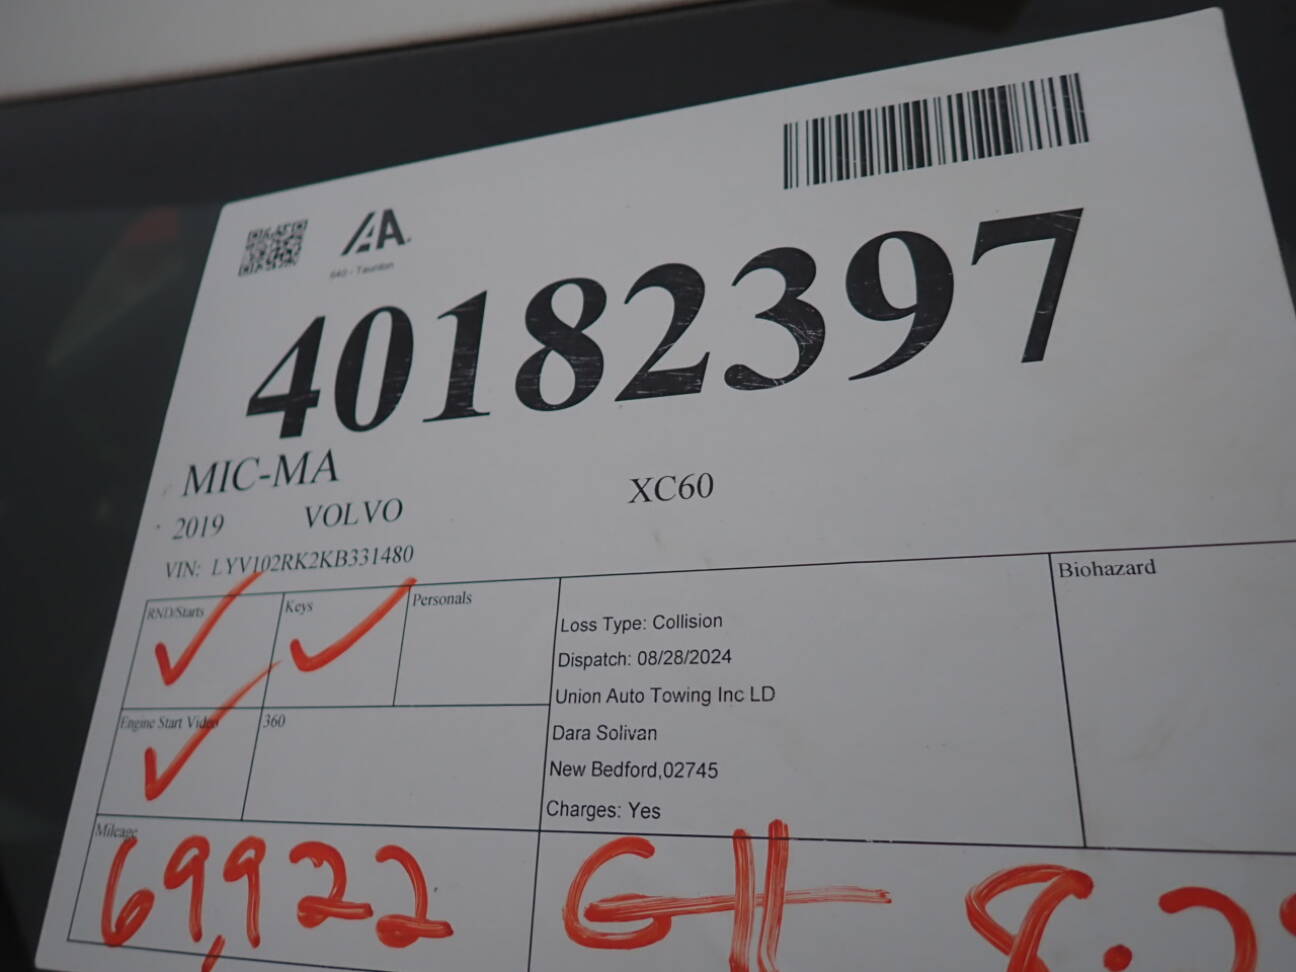 IAA
640 - Taunton
40182397
MIC-MA
2019 VOLVO XC60
VIN: LYV102RK2KB331480
RND/Starts Keys Personals
Biohazard
Loss Type: Collision
Dispatch: 08/28/2024
Union Auto Towing Inc LD
Engine Start Video 360
Dara Solivan
New Bedford,02745
Charges: Yes
Mileage
69,922